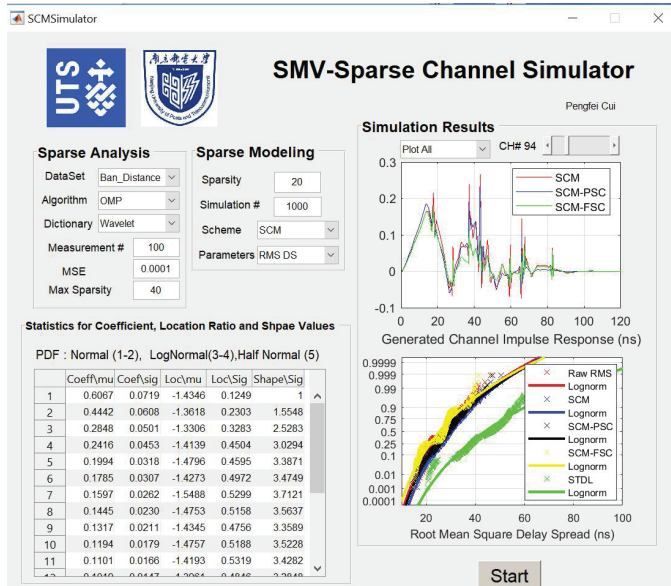 SCMSimulator
UTS
SMV-Sparse Channel Simulator
Pengfei Cui
Sparse Analysis
DataSet Ban_Distance
Algorithm OMP
Dictionary Wavelet
Measurement # 100
MSE 0.0001
Max Sparsity 40
Sparse Modeling
Sparsity 20
Simulation # 1000
Scheme SCM
Parameters RMS DS
Simulation Results
Plot All CH# 94
0.3
0.2
0.1
0
-0.1
0 20 40 60 80 100 120
SCM
SCM-PSC
SCM-FSC
Generated Channel Impulse Response (ns)
0.9999
0.999
0.99
0.9
0.75
0.5
0.25
0.1
0.01
0.001
0.0001
20 40 60 80 100
Raw RMS
Lognorm
SCM
Lognorm
SCM-PSC
Lognorm
SCM-FSC
Lognorm
STDL
Lognorm
Root Mean Square Delay Spread (ns)
Statistics for Coefficient, Location Ratio and Shpae Values
PDF : Normal (1-2), LogNormal(3-4),Half Normal (5)
Coeff\mu Coef\sig Loc\mu Loc\Sig Shape\Sig
1 0.6067 0.0719 -1.4346 0.1249 1
2 0.4442 0.0608 -1.3618 0.2303 1.5548
3 0.2848 0.0501 -1.3306 0.3283 2.5283
4 0.2416 0.0453 -1.4139 0.4504 3.0294
5 0.1994 0.0318 -1.4796 0.4595 3.3871
6 0.1785 0.0307 -1.4273 0.4972 3.4749
7 0.1597 0.0262 -1.5488 0.5299 3.7121
8 0.1445 0.0230 -1.4753 0.5158 3.5637
9 0.1317 0.0211 -1.4345 0.4756 3.3589
10 0.1194 0.0179 -1.4757 0.5188 3.5228
11 0.1101 0.0166 -1.4193 0.5319 3.4282
Start